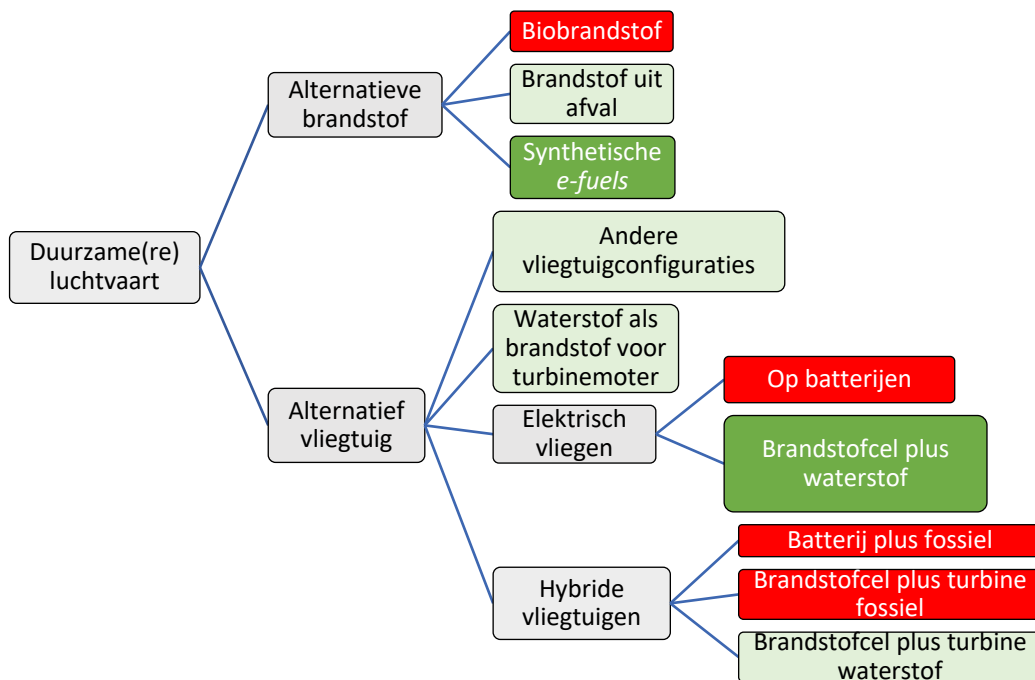 Duurzame(re)
luchtvaart
Alternatieve
brandstof
Biobrandstof
Brandstof uit
afval
Synthetische
e-fuels
Alternatief
vliegtuig
Andere
vliegtuigconfiguraties
Waterstof als
brandstof voor
turbinemoter
Elektrisch
vliegen
Op batterijen
Brandstofcel plus
waterstof
Hybride
vliegtuigen
Batterij plus fossiel
Brandstofcel plus turbine
fossiel
Brandstofcel plus turbine
waterstof